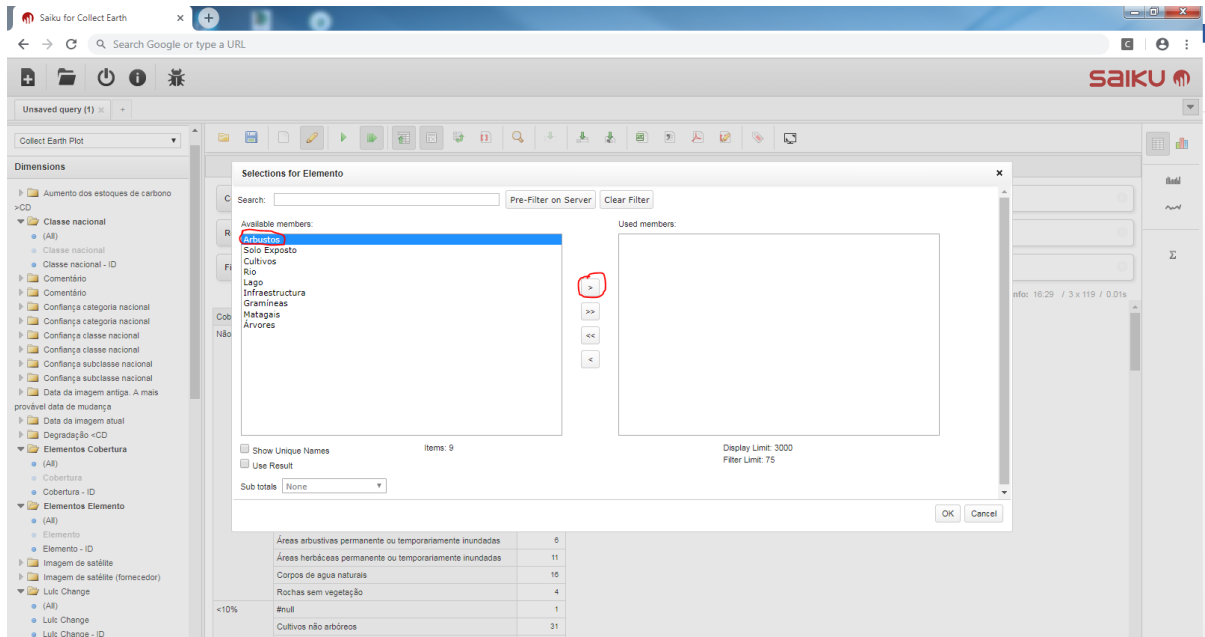 Saiku for Collect Earth
Search Google or type a URL
saiku
Unsaved query (1)
Collect Earth Plot
Dimensions
Aumento dos estoques de carbono
>CD
Classe nacional
(All)
Classe nacional
Classe nacional - ID
Comentário
Comentário
Confiança categoria nacional
Confiança categoria nacional
Confiança classe nacional
Confiança classe nacional
Confiança subclasse nacional
Confiança subclasse nacional
Data da imagem antiga. A mais
provável data de mudança
Data da imagem atual
Degradação <CD
Elementos Cobertura
(All)
Cobertura
Cobertura - ID
Elementos Elemento
(All)
Elemento
Elemento - ID
Imagem de satélite
Imagem de satélite (fornecedor)
Lulc Change
(All)
Lulc Change
Lulc Change - ID
Selections for Elemento
Search:
Pre-Filter on Server
Clear Filter
Available members:
Used members:
Arbustos
Solo Exposto
Cultivos
Rio
Lago
Infraestructura
Gramíneas
Matagais
Árvores
>
>>
<<
<
Show Unique Names
Items: 9
Display Limit: 3000
Use Result
Filter Limit: 75
Sub totals None
OK Cancel
nfo: 16:29 / 3 x 119 / 0.01s
C
R
Fi
Cob
Não
Áreas arbustivas permanente ou temporariamente inundadas 6
Áreas herbáceas permanente ou temporariamente inundadas 11
Corpos de agua naturais 16
Rochas sem vegetação 4
<10% #null 1
Cultivos não arbóreos 31